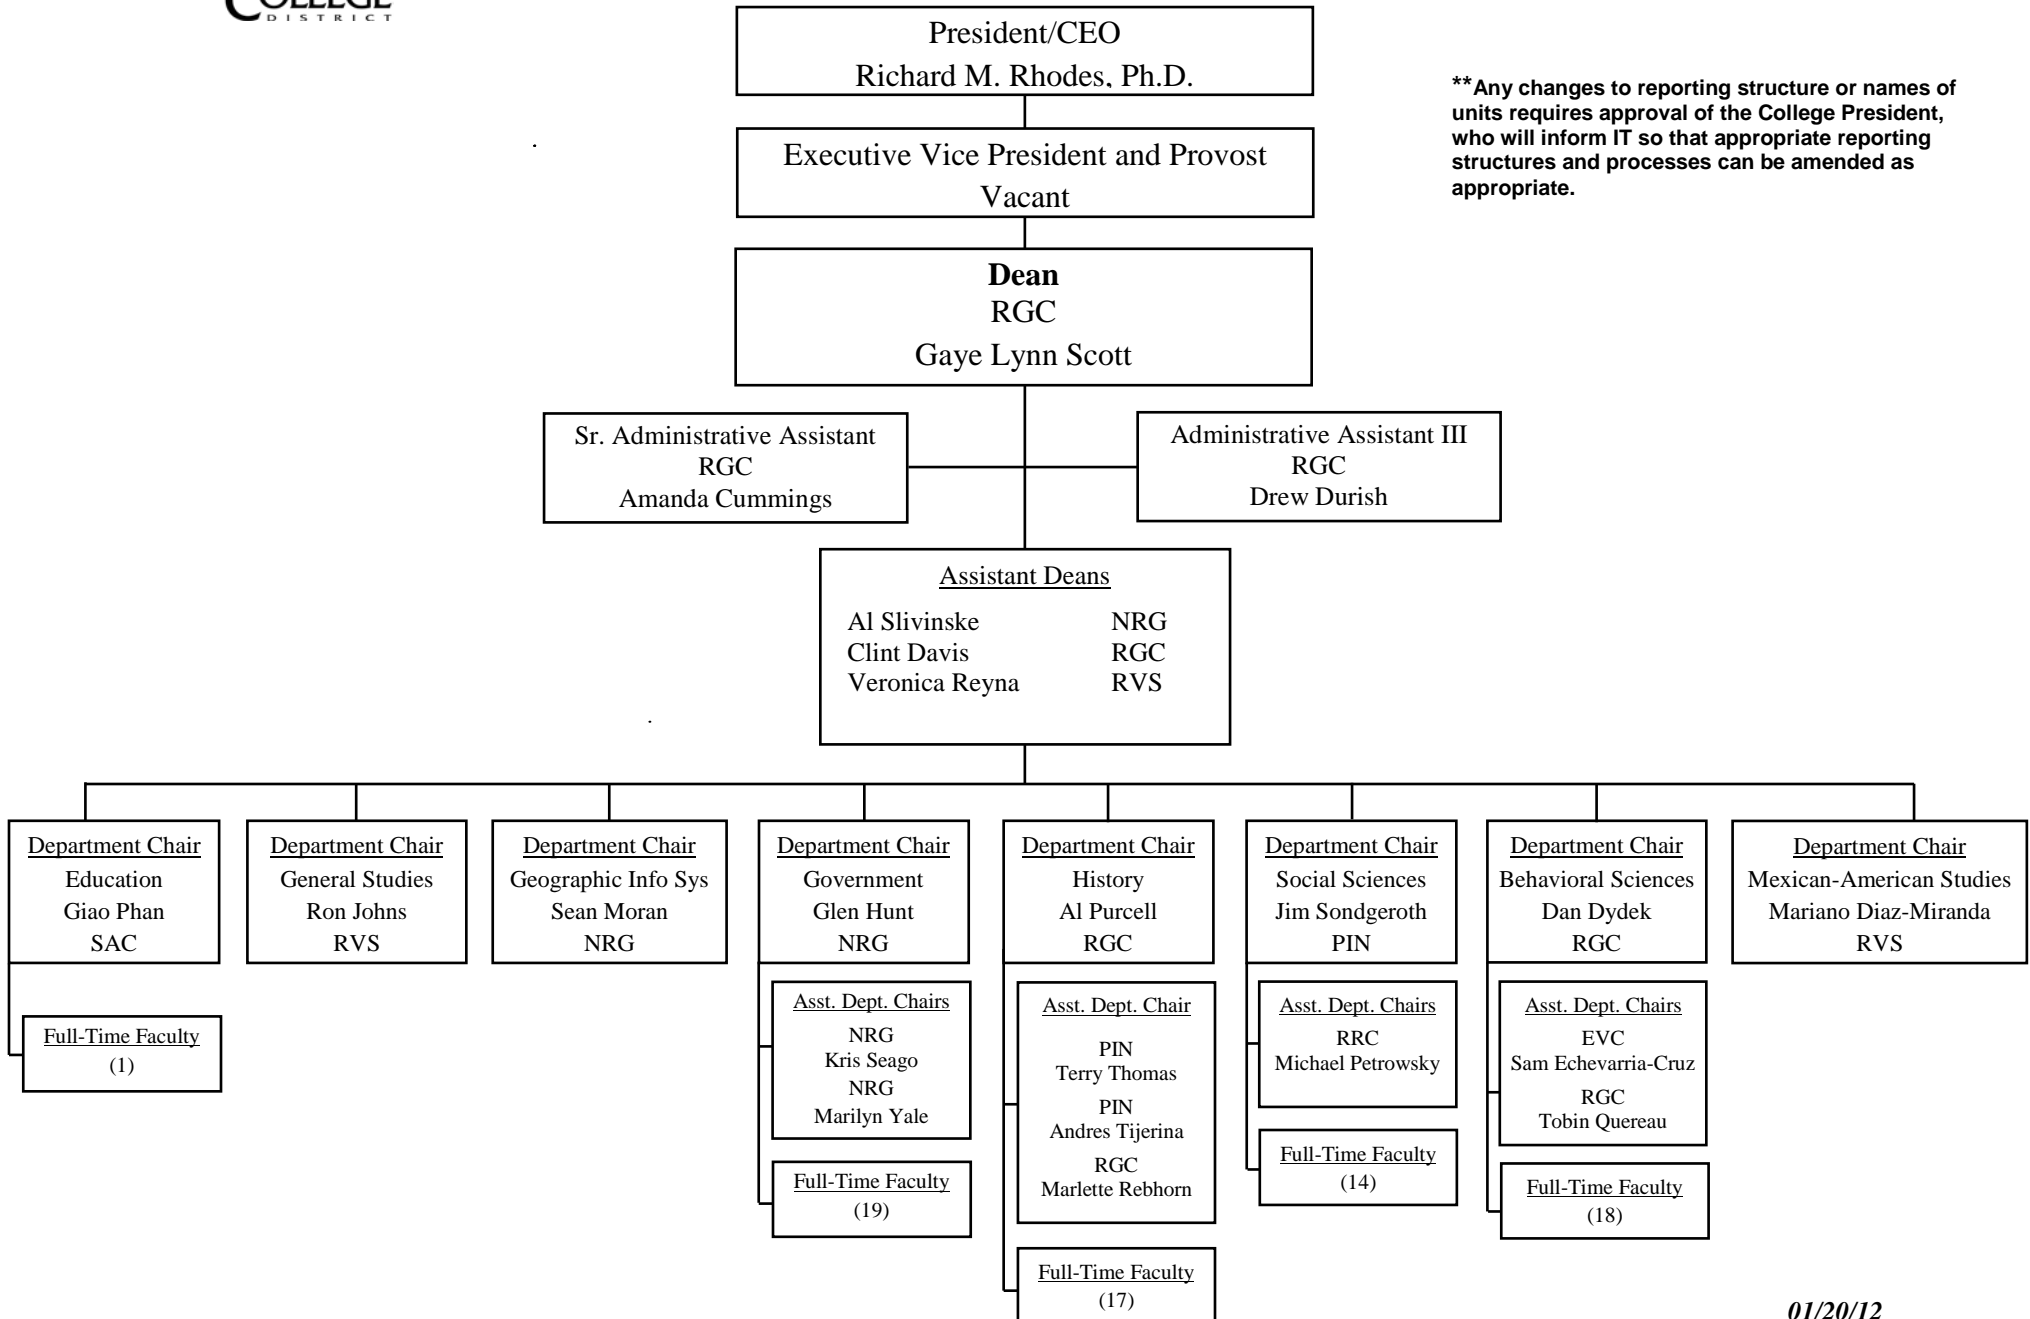 COLLEGE
DISTRICT
President/CEO
Richard M. Rhodes, Ph.D.
**Any changes to reporting structure or names of
units requires approval of the College President,
who will inform IT so that appropriate reporting
structures and processes can be amended as
appropriate.
Executive Vice President and Provost
Vacant
Dean
RGC
Gaye Lynn Scott
Sr. Administrative Assistant
RGC
Amanda Cummings
Administrative Assistant III
RGC
Drew Durish
Assistant Deans
Al Slivinske NRG
Clint Davis RGC
Veronica Reyna RVS
Department Chair
Education
Giao Phan
SAC
Full-Time Faculty
(1)
Department Chair
General Studies
Ron Johns
RVS
Department Chair
Geographic Info Sys
Sean Moran
NRG
Department Chair
Government
Glen Hunt
NRG
Asst. Dept. Chairs
NRG
Kris Seago
NRG
Marilyn Yale
Full-Time Faculty
(19)
Department Chair
History
Al Purcell
RGC
Asst. Dept. Chair
PIN
Terry Thomas
PIN
Andres Tijerina
RGC
Marlette Rebhorn
Full-Time Faculty
(17)
Department Chair
Social Sciences
Jim Sondgeroth
PIN
Asst. Dept. Chairs
RRC
Michael Petrowsky
Full-Time Faculty
(14)
Department Chair
Behavioral Sciences
Dan Dydek
RGC
Asst. Dept. Chairs
EVC
Sam Echevarria-Cruz
RGC
Tobin Quereau
Full-Time Faculty
(18)
Department Chair
Mexican-American Studies
Mariano Diaz-Miranda
RVS
01/20/12